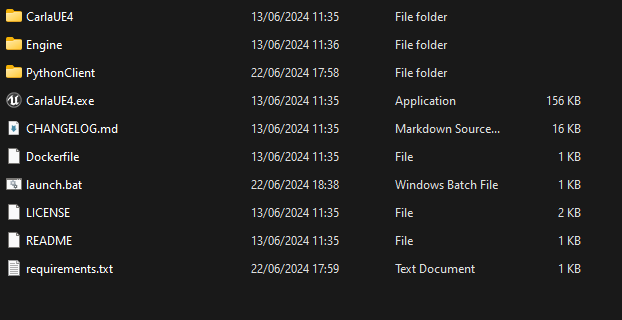 CarlaUE4 13/06/2024 11:35 File folder
Engine 13/06/2024 11:36 File folder
PythonClient 22/06/2024 17:58 File folder
CarlaUE4.exe 13/06/2024 11:35 Application 156 KB
CHANGELOG.md 13/06/2024 11:35 Markdown Source... 16 KB
Dockerfile 13/06/2024 11:35 File 1 KB
launch.bat 22/06/2024 18:38 Windows Batch File 1 KB
LICENSE 13/06/2024 11:35 File 2 KB
README 13/06/2024 11:35 File 1 KB
requirements.txt 22/06/2024 17:59 Text Document 1 KB